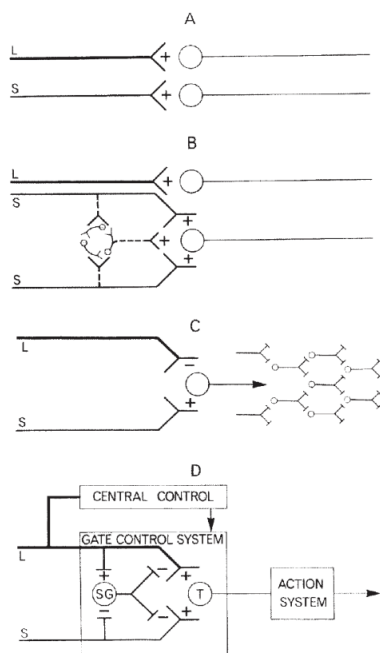 A
L +
S +
B
L +
S
+
+
+
S
C
L −
+
S
D
CENTRAL CONTROL
GATE CONTROL SYSTEM
L
+ − +
SG T ACTION
SYSTEM
− − +
S